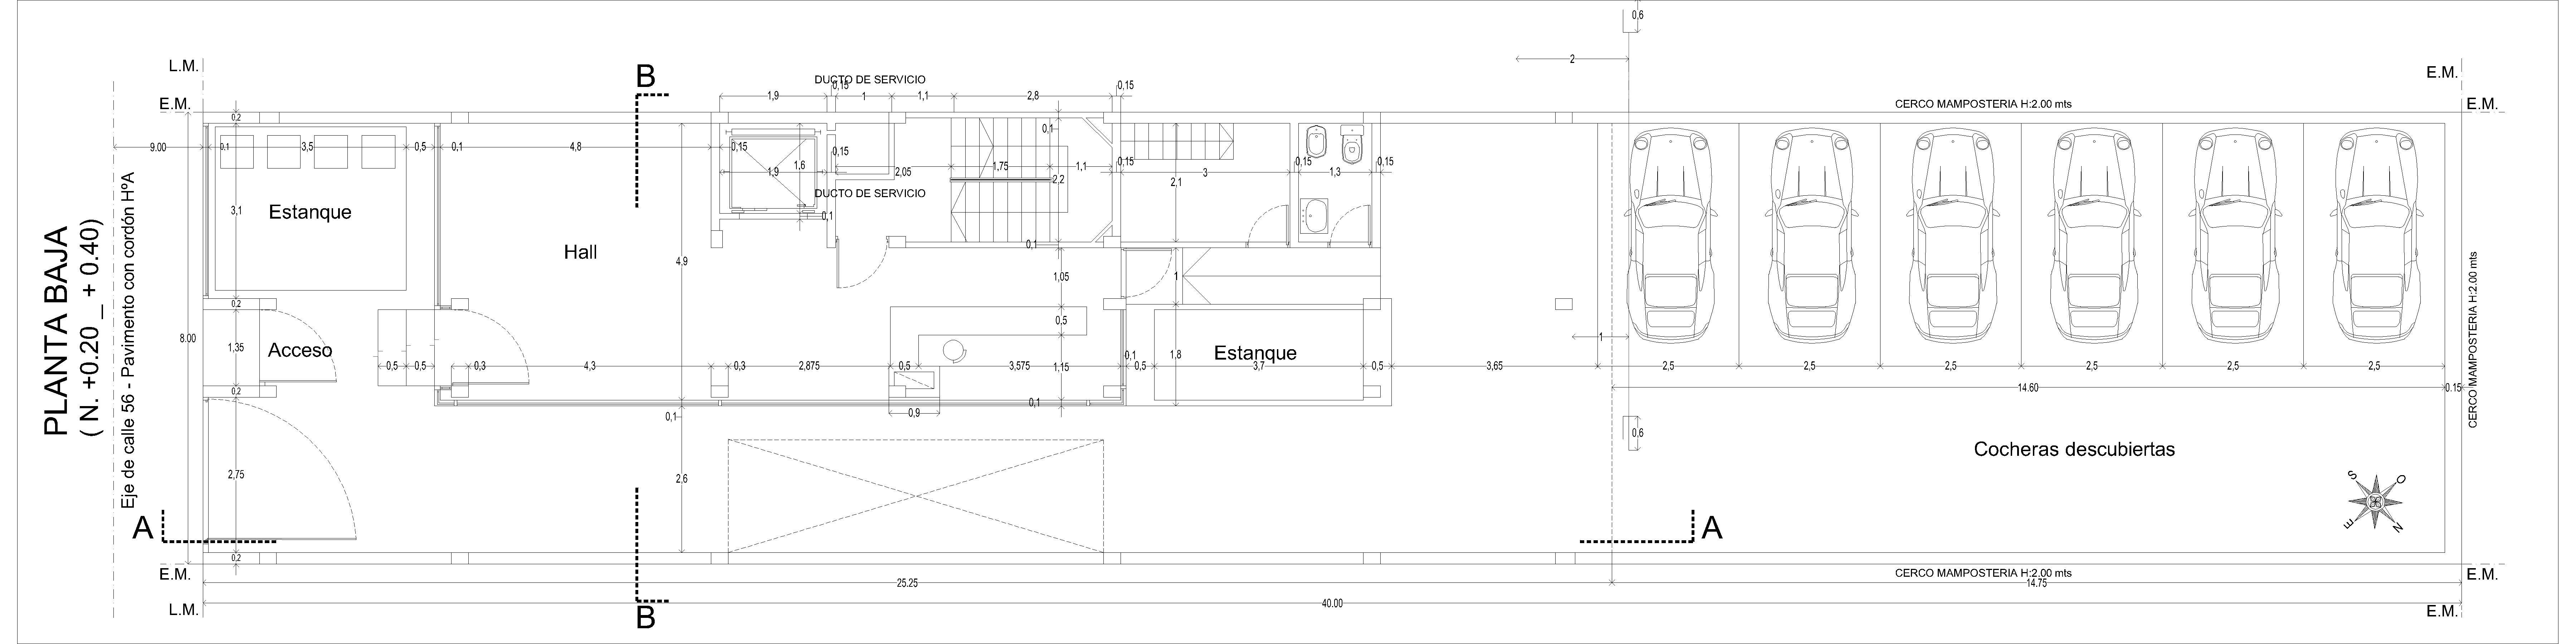 PLANTA BAJA
( N. +0.20 _ + 0.40)
Eje de calle 56 - Pavimento con cordón HºA
L.M.
E.M.
9.00
8.00
0,2
0,1
3,5
0,5
0,1
4,8
3,1
Estanque
0,2
1,35
Acceso
0,5
0,5
0,3
4,3
0,3
2,875
0,5
3,575
0,2
2,75
0,2
A
E.M.
L.M.
B
Hall
4,9
0,1
2,6
B
DUCTO DE SERVICIO
0,15
1,9
1
1,1
2,8
0,15
0,15
1,9
1,6
0,15
2,05
DUCTO DE SERVICIO
0,1
0,1
1,75
1,1
2,2
0,15
0,1
1,05
0,5
1,15
0,1
0,9
2,1
3
0,15
1,3
0,15
1
0,1
1,8
0,5
Estanque
3,7
0,5
3,65
0,6
2
1
0,6
CERCO MAMPOSTERIA H:2.00 mts
E.M.
E.M.
2,5
2,5
2,5
2,5
2,5
2,5
14.60
0.15
CERCO MAMPOSTERIA H:2.00 mts
Cocheras descubiertas
S
O
E
N
A
CERCO MAMPOSTERIA H:2.00 mts
E.M.
25.25
14.75
40.00
E.M.